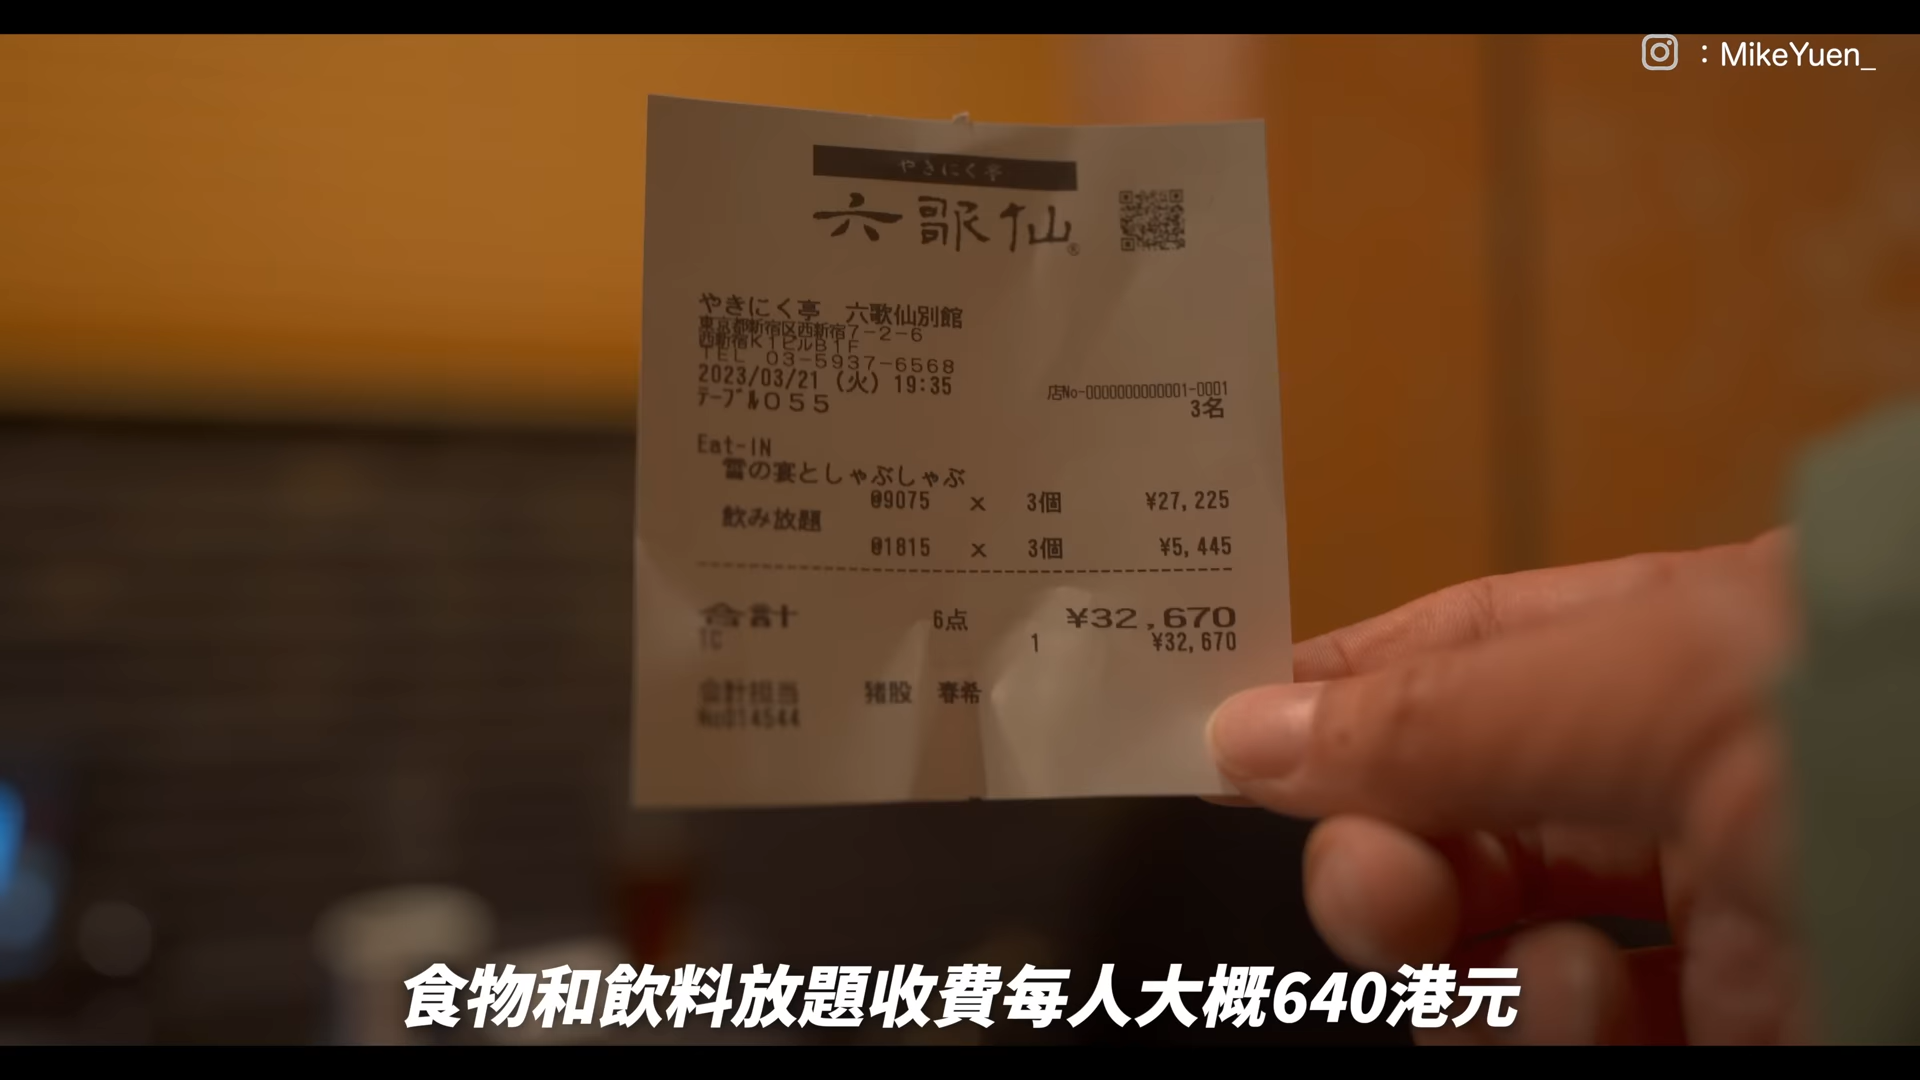 ：MikeYuen_
やきにく亭
六歌仙®
やきにく亭 六歌仙別館
東京都新宿区西新宿7-2-6
西新宿K1ビルB1F
TEL 03-5937-6568
2023/03/21 (火) 19:35
店No-0000000000001-0001
テーブル055
3名
Eat-IN
雪の宴としゃぶしゃぶ
@9075 x 3個 ¥27,225
飲み放題
@1815 x 3個 ¥5,445
合計 6点 ¥32,670
TC 1 ¥32,670
会計担当 猪股 春希
No014544
食物和飲料放題收費每人大概640港元